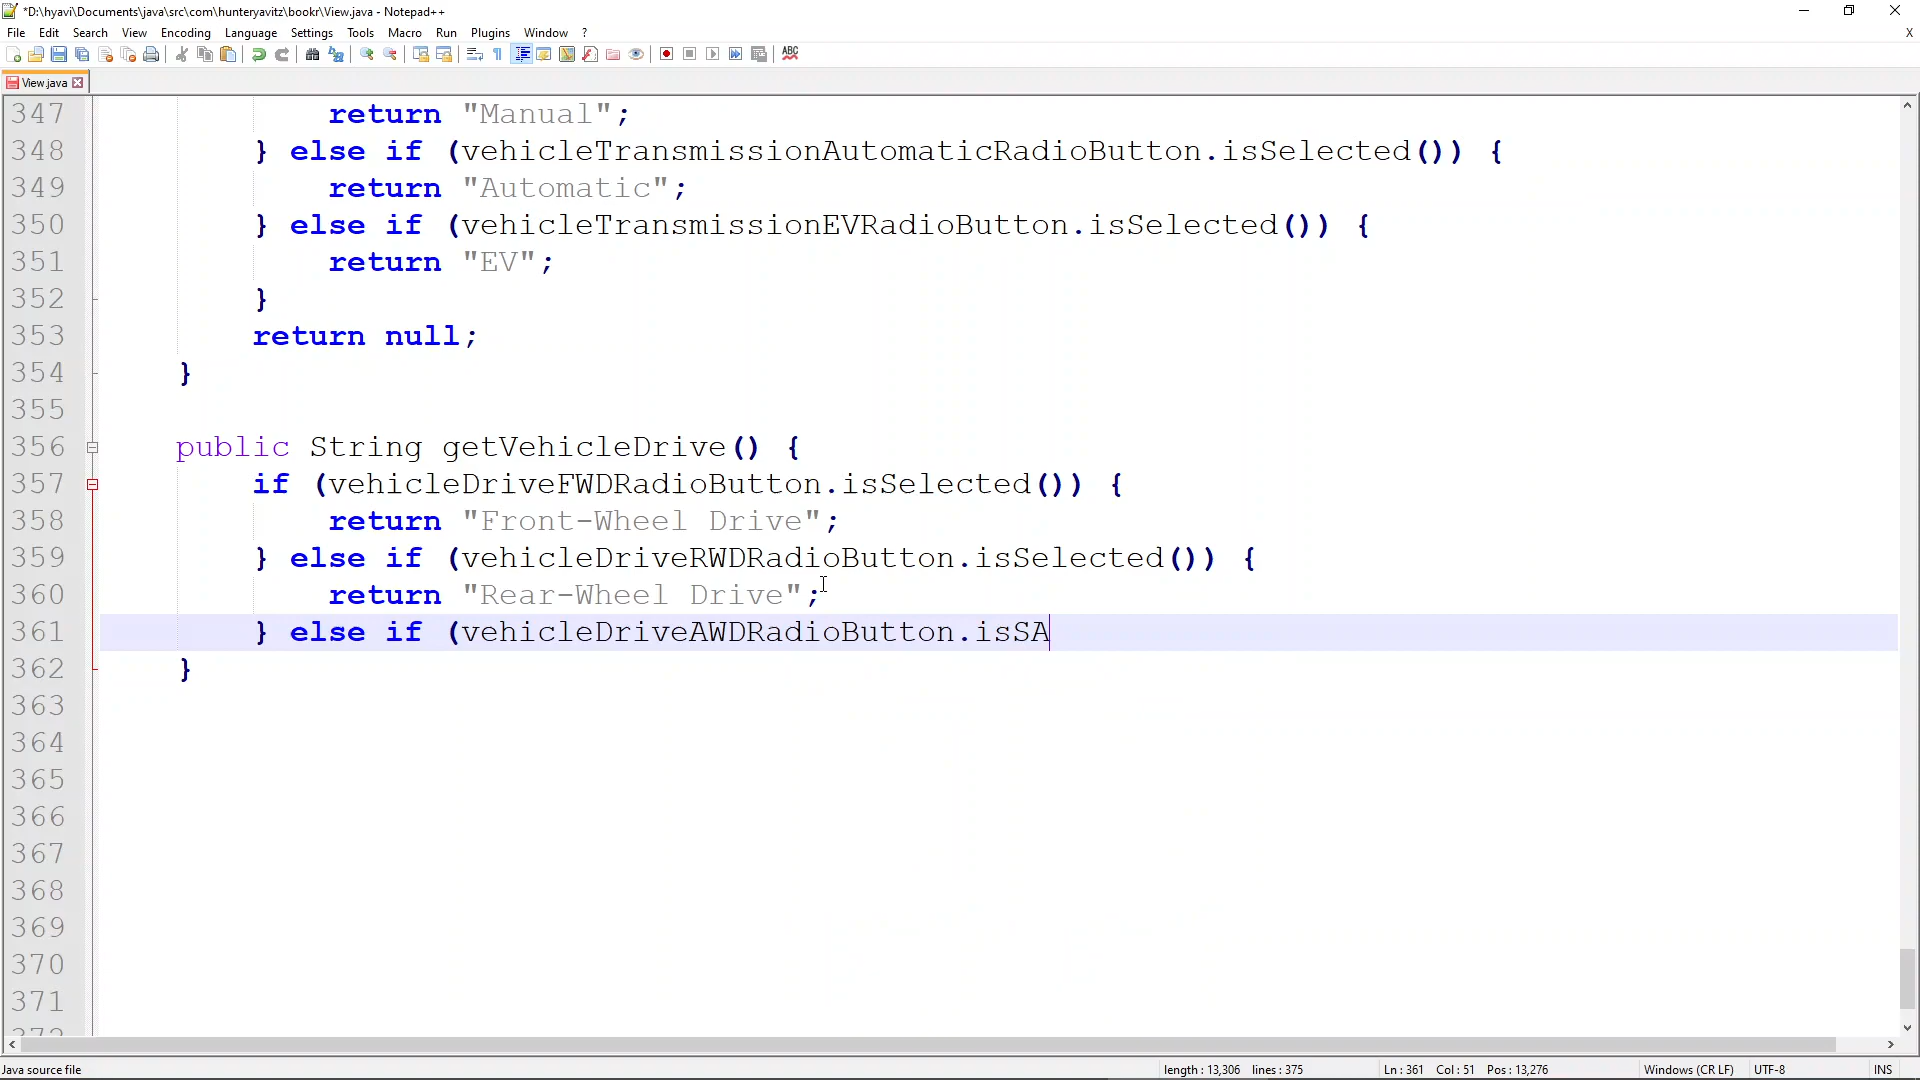 *D:\hyavi\Documents\java\src\com\hunteryavitz\bookr\View.java - Notepad++
File Edit Search View Encoding Language Settings Tools Macro Run Plugins Window ? X
ABC
View.java
347 return "Manual";
348 } else if (vehicleTransmissionAutomaticRadioButton.isSelected()) {
349 return "Automatic";
350 } else if (vehicleTransmissionEVRadioButton.isSelected()) {
351 return "EV";
352 }
353 return null;
354 }
355
356 public String getVehicleDrive() {
357 if (vehicleDriveFWDRadioButton.isSelected()) {
358 return "Front-Wheel Drive";
359 } else if (vehicleDriveRWDRadioButton.isSelected()) {
360 return "Rear-Wheel Drive";
361 } else if (vehicleDriveAWDRadioButton.isSA
362 }
363
364
365
366
367
368
369
370
371
Java source file length : 13,306 lines : 375 Ln : 361 Col : 51 Pos : 13,276 Windows (CR LF) UTF-8 INS